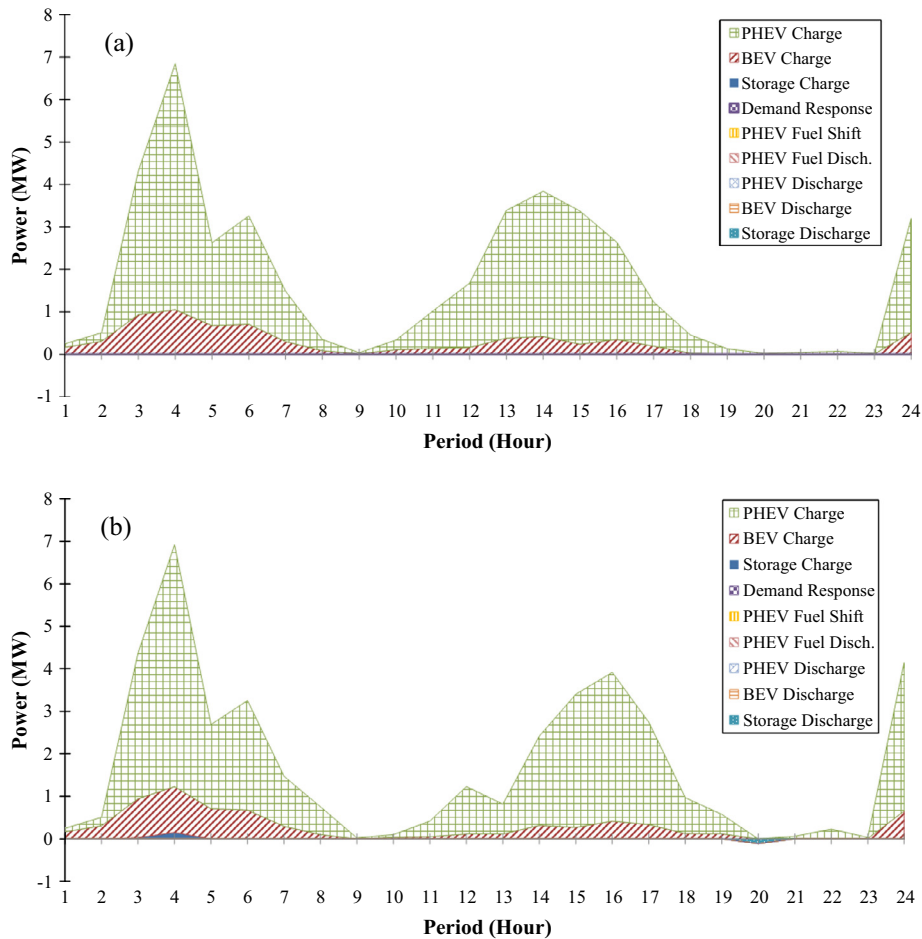 (a)
8
7
6
5
4
3
2
1
0
-1
Power (MW)
PHEV Charge
BEV Charge
Storage Charge
Demand Response
PHEV Fuel Shift
PHEV Fuel Disch.
PHEV Discharge
BEV Discharge
Storage Discharge
1 2 3 4 5 6 7 8 9 10 11 12 13 14 15 16 17 18 19 20 21 22 23 24
Period (Hour)
(b)
8
7
6
5
4
3
2
1
0
-1
Power (MW)
PHEV Charge
BEV Charge
Storage Charge
Demand Response
PHEV Fuel Shift
PHEV Fuel Disch.
PHEV Discharge
BEV Discharge
Storage Discharge
1 2 3 4 5 6 7 8 9 10 11 12 13 14 15 16 17 18 19 20 21 22 23 24
Period (Hour)